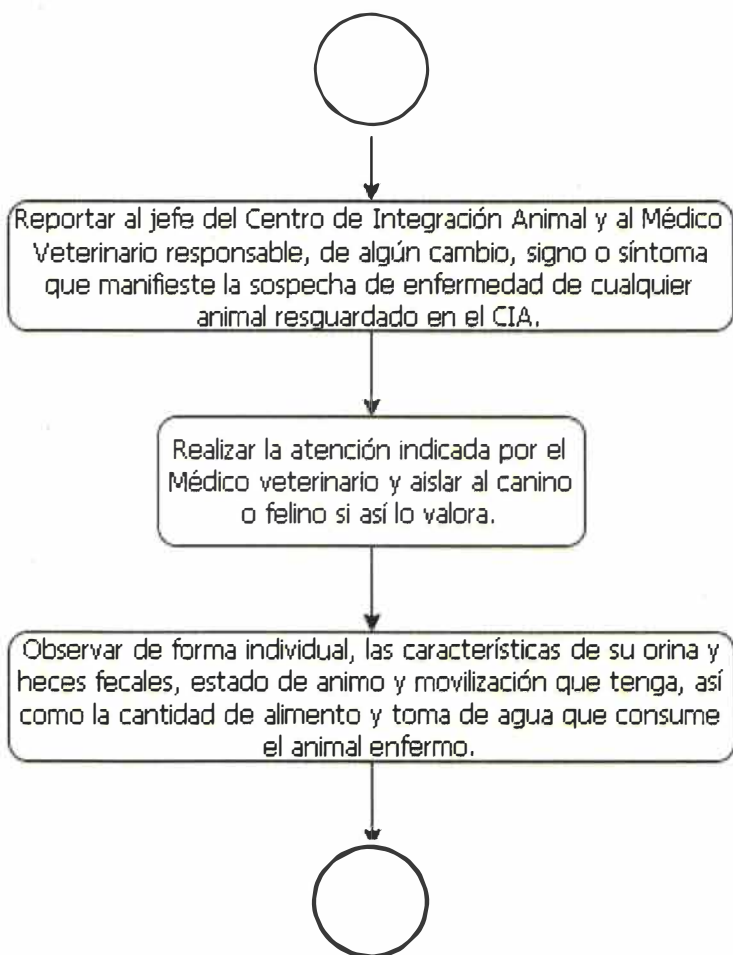 Reportar al jefe del Centro de Integración Animal y al Médico
Veterinario responsable, de algún cambio, signo o síntoma
que manifieste la sospecha de enfermedad de cualquier
animal resguardado en el CIA.
Realizar la atención indicada por el
Médico veterinario y aislar al canino
o felino si así lo valora.
Observar de forma individual, las características de su orina y
heces fecales, estado de animo y movilización que tenga, así
como la cantidad de alimento y toma de agua que consume
el animal enfermo.